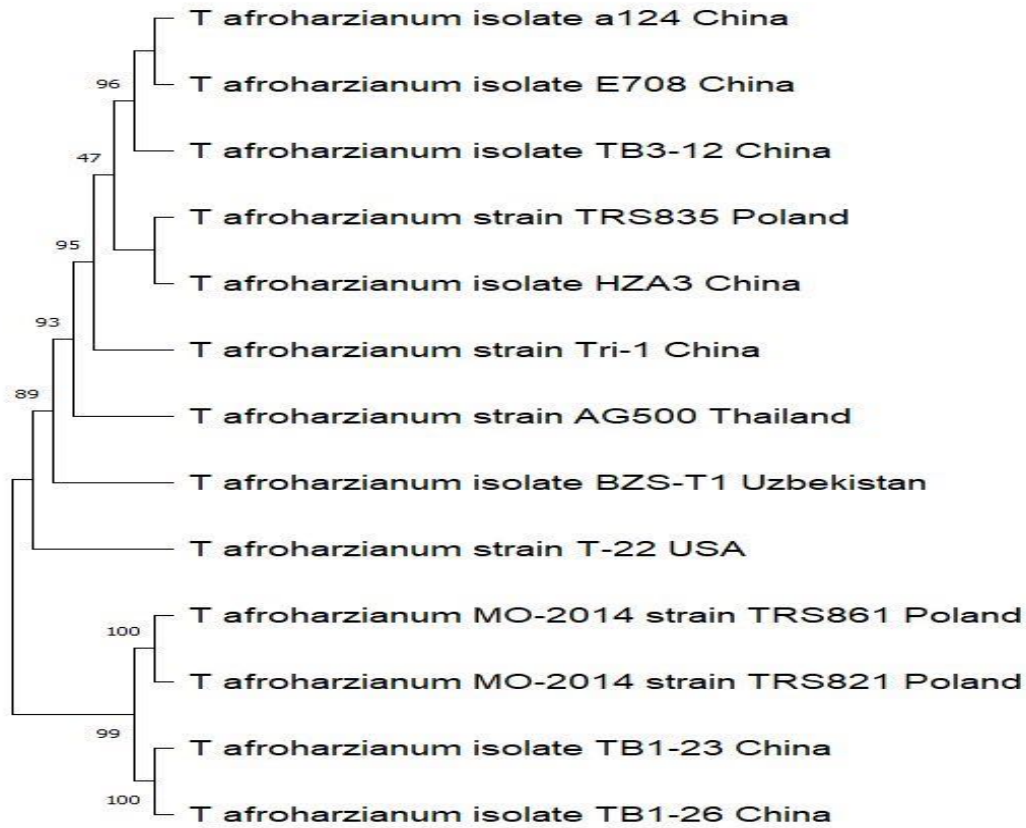 T afroharzianum isolate a124 China
96
T afroharzianum isolate E708 China
47
T afroharzianum isolate TB3-12 China
T afroharzianum strain TRS835 Poland
95
T afroharzianum isolate HZA3 China
93
T afroharzianum strain Tri-1 China
89
T afroharzianum strain AG500 Thailand
T afroharzianum isolate BZS-T1 Uzbekistan
T afroharzianum strain T-22 USA
T afroharzianum MO-2014 strain TRS861 Poland
100
T afroharzianum MO-2014 strain TRS821 Poland
99
T afroharzianum isolate TB1-23 China
100
T afroharzianum isolate TB1-26 China